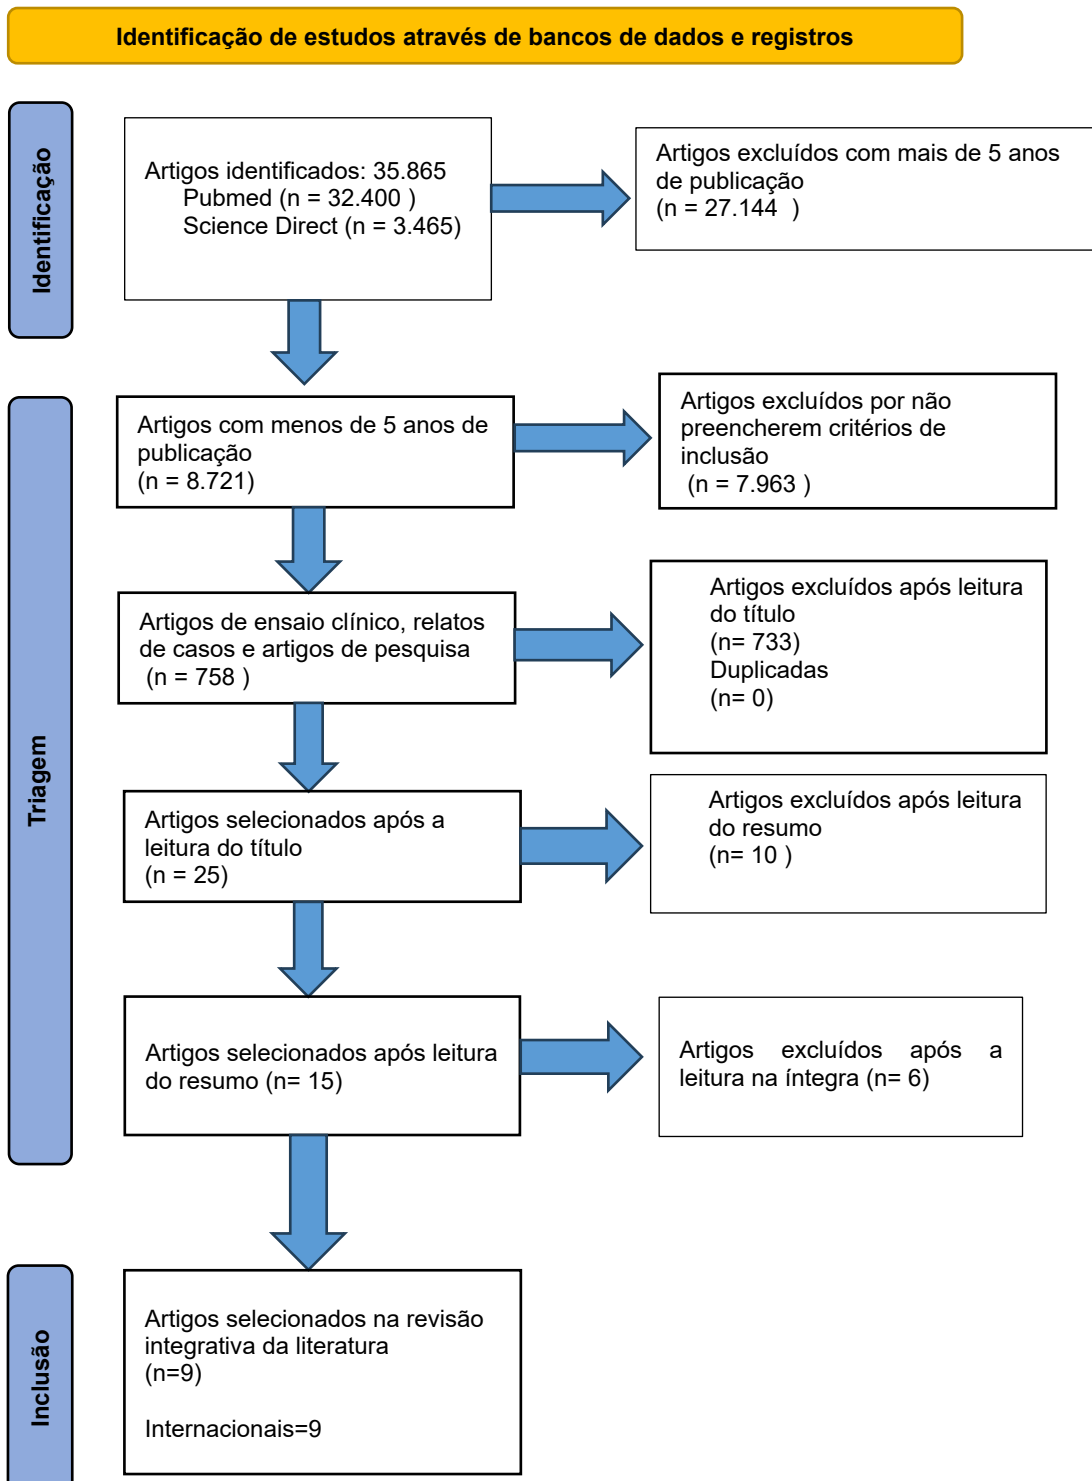 Identificação de estudos através de bancos de dados e registros
Identificação
Artigos identificados: 35.865
Pubmed (n = 32.400 )
Science Direct (n = 3.465)
Artigos excluídos com mais de 5 anos
de publicação
(n = 27.144 )
Triagem
Artigos com menos de 5 anos de
publicação
(n = 8.721)
Artigos excluídos por não
preencherem critérios de
inclusão
(n = 7.963 )
Artigos de ensaio clínico, relatos
de casos e artigos de pesquisa
(n = 758 )
Artigos excluídos após leitura
do título
(n= 733)
Duplicadas
(n= 0)
Artigos selecionados após a
leitura do título
(n = 25)
Artigos excluídos após leitura
do resumo
(n= 10 )
Artigos selecionados após leitura
do resumo (n= 15)
Artigos excluídos após a
leitura na íntegra (n= 6)
Inclusão
Artigos selecionados na revisão
integrativa da literatura
(n=9)
Internacionais=9